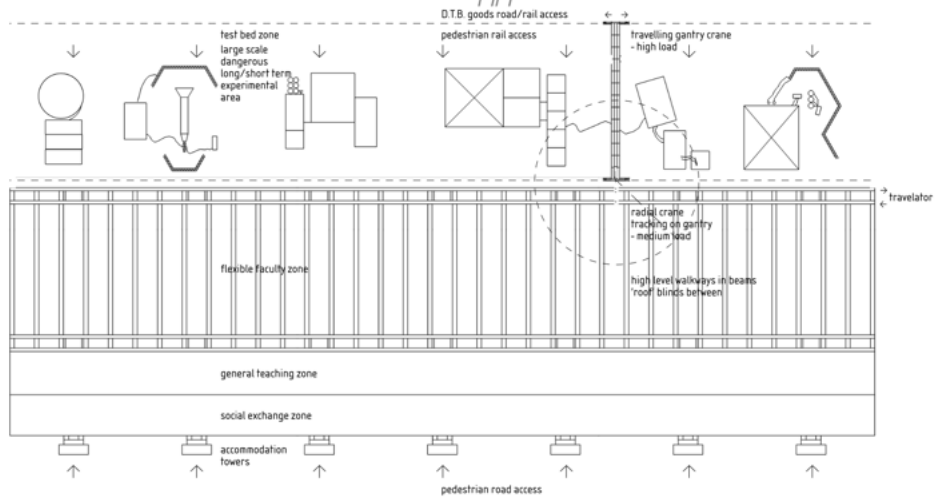 D.T.B. goods road/rail access
test bed zone
large scale
dangerous
long/short term
experimental
area
pedestrian rail access
travelling gantry crane
- high load
travelator
radial crane
tracking on gantry
- medium load
flexible faculty zone
high level walkways in beams
'roof' blinds between
general teaching zone
social exchange zone
accommodation
towers
pedestrian road access